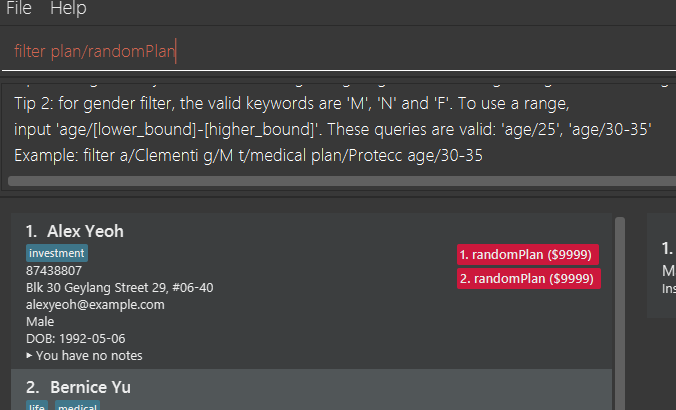 File Help
filter plan/randomPlan
Tip 2: for gender filter, the valid keywords are 'M', 'N' and 'F'. To use a range,
input 'age/[lower_bound]-[higher_bound]'. These queries are valid: 'age/25', 'age/30-35'
Example: filter a/Clementi g/M t/medical plan/Protecc age/30-35
1. Alex Yeoh
investment
87438807
Blk 30 Geylang Street 29, #06-40
alexyeoh@example.com
Male
DOB: 1992-05-06
You have no notes
1. randomPlan ($9999)
2. randomPlan ($9999)
2. Bernice Yu
life medical
1.